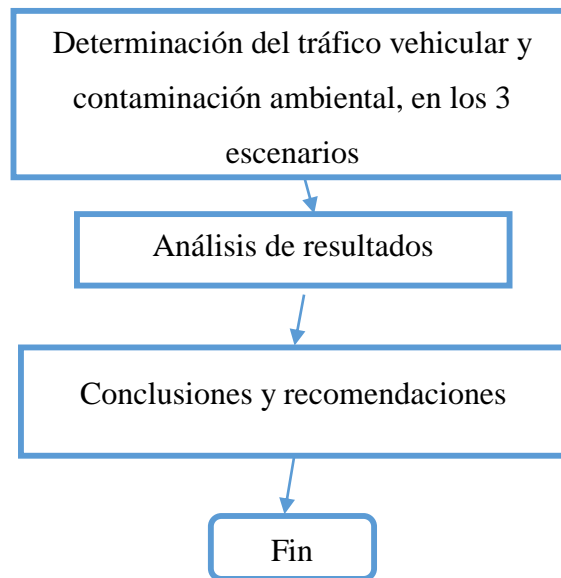 Determinación del tráfico vehicular y
contaminación ambiental, en los 3
escenarios
Análisis de resultados
Conclusiones y recomendaciones
Fin